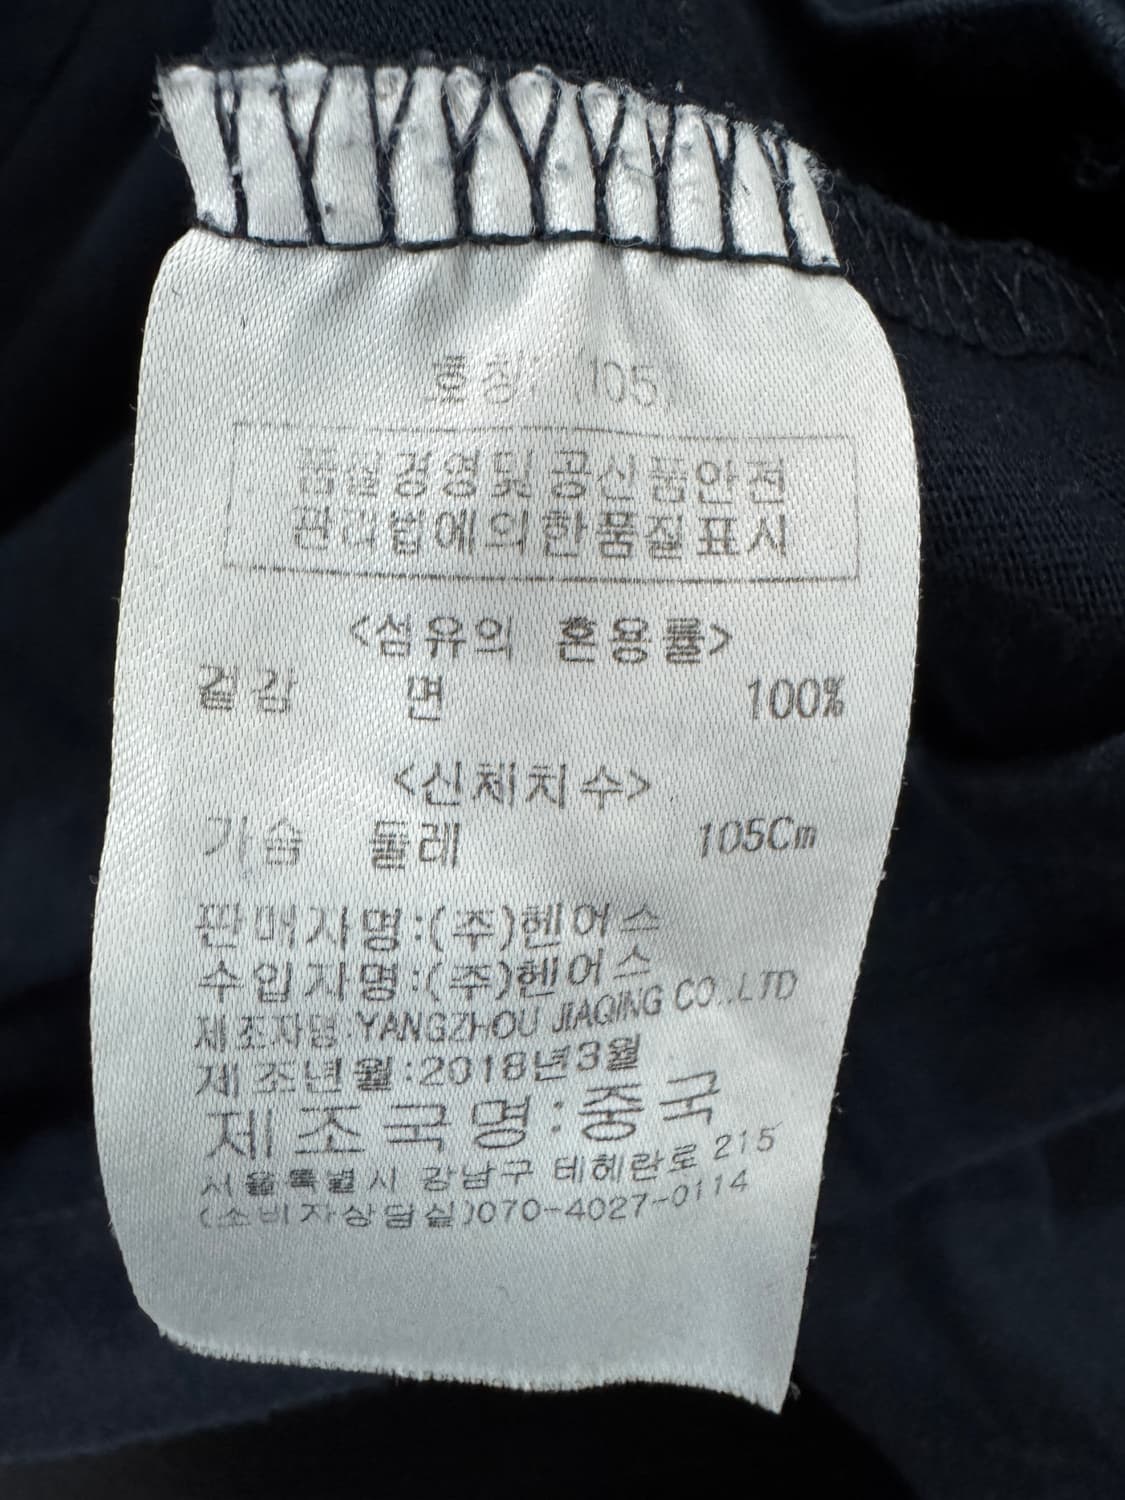 호칭 (105)
품질경영및공산품안전
관리법에의한품질표시
<섬유의 혼용률>
겉감 면 100%
<신체치수>
가슴 둘레 105Cm
판매자명:(주)헨어스
수입자명:(주)헨어스
제조자명:YANGZHOU JIAQING CO.,LTD
제조년월:2018년3월
제조국명:중국
서울특별시 강남구 테헤란로 215
(소비자상담실)070-4027-0114